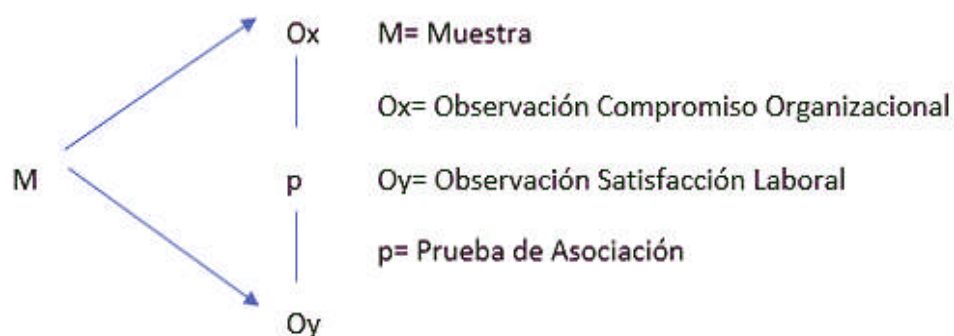 Ox M= Muestra
Ox= Observación Compromiso Organizacional
M p Oy= Observación Satisfacción Laboral
p= Prueba de Asociación
Oy